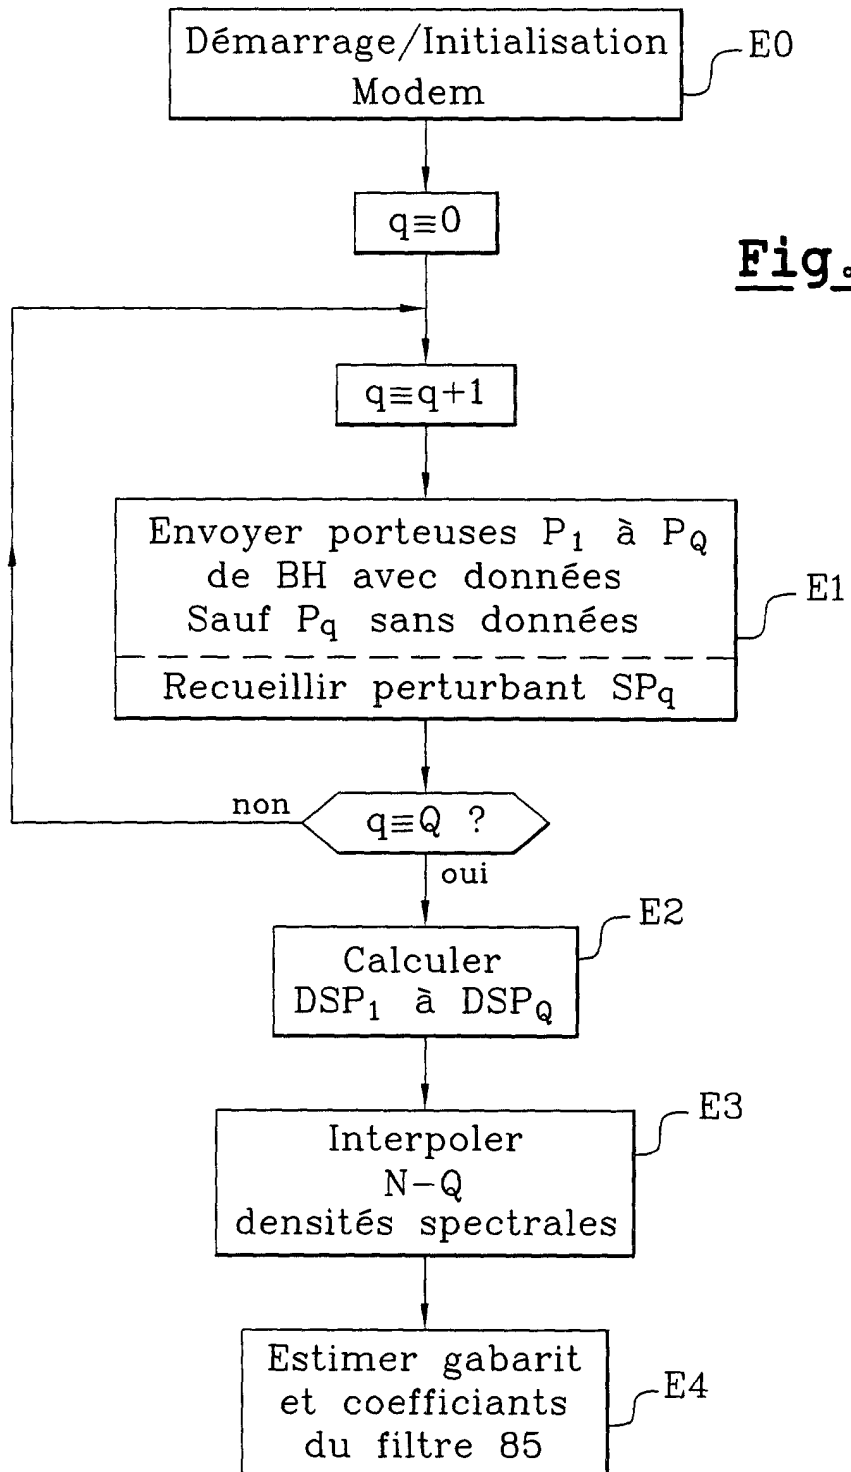 Démarrage/Initialisation
Modem
E0
q≡0
Fig.
q≡q+1
Envoyer porteuses P₁ à P_Q
de BH avec données
Sauf Pq sans données
E1
Recueillir perturbant SPq
non
q≡Q ?
oui
E2
Calculer
DSP₁ à DSP_Q
E3
Interpoler
N-Q
densités spectrales
Estimer gabarit
et coefficiants
du filtre 85
E4